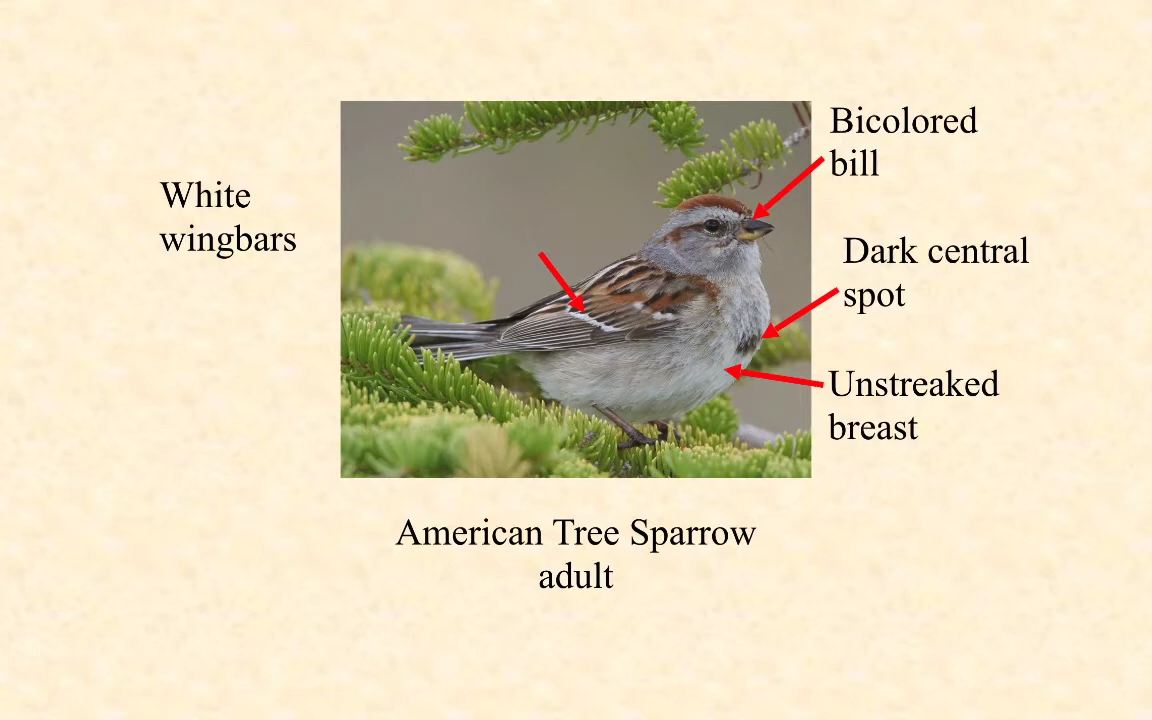 Bicolored
bill
White
wingbars
Dark central
spot
Unstreaked
breast
American Tree Sparrow
adult